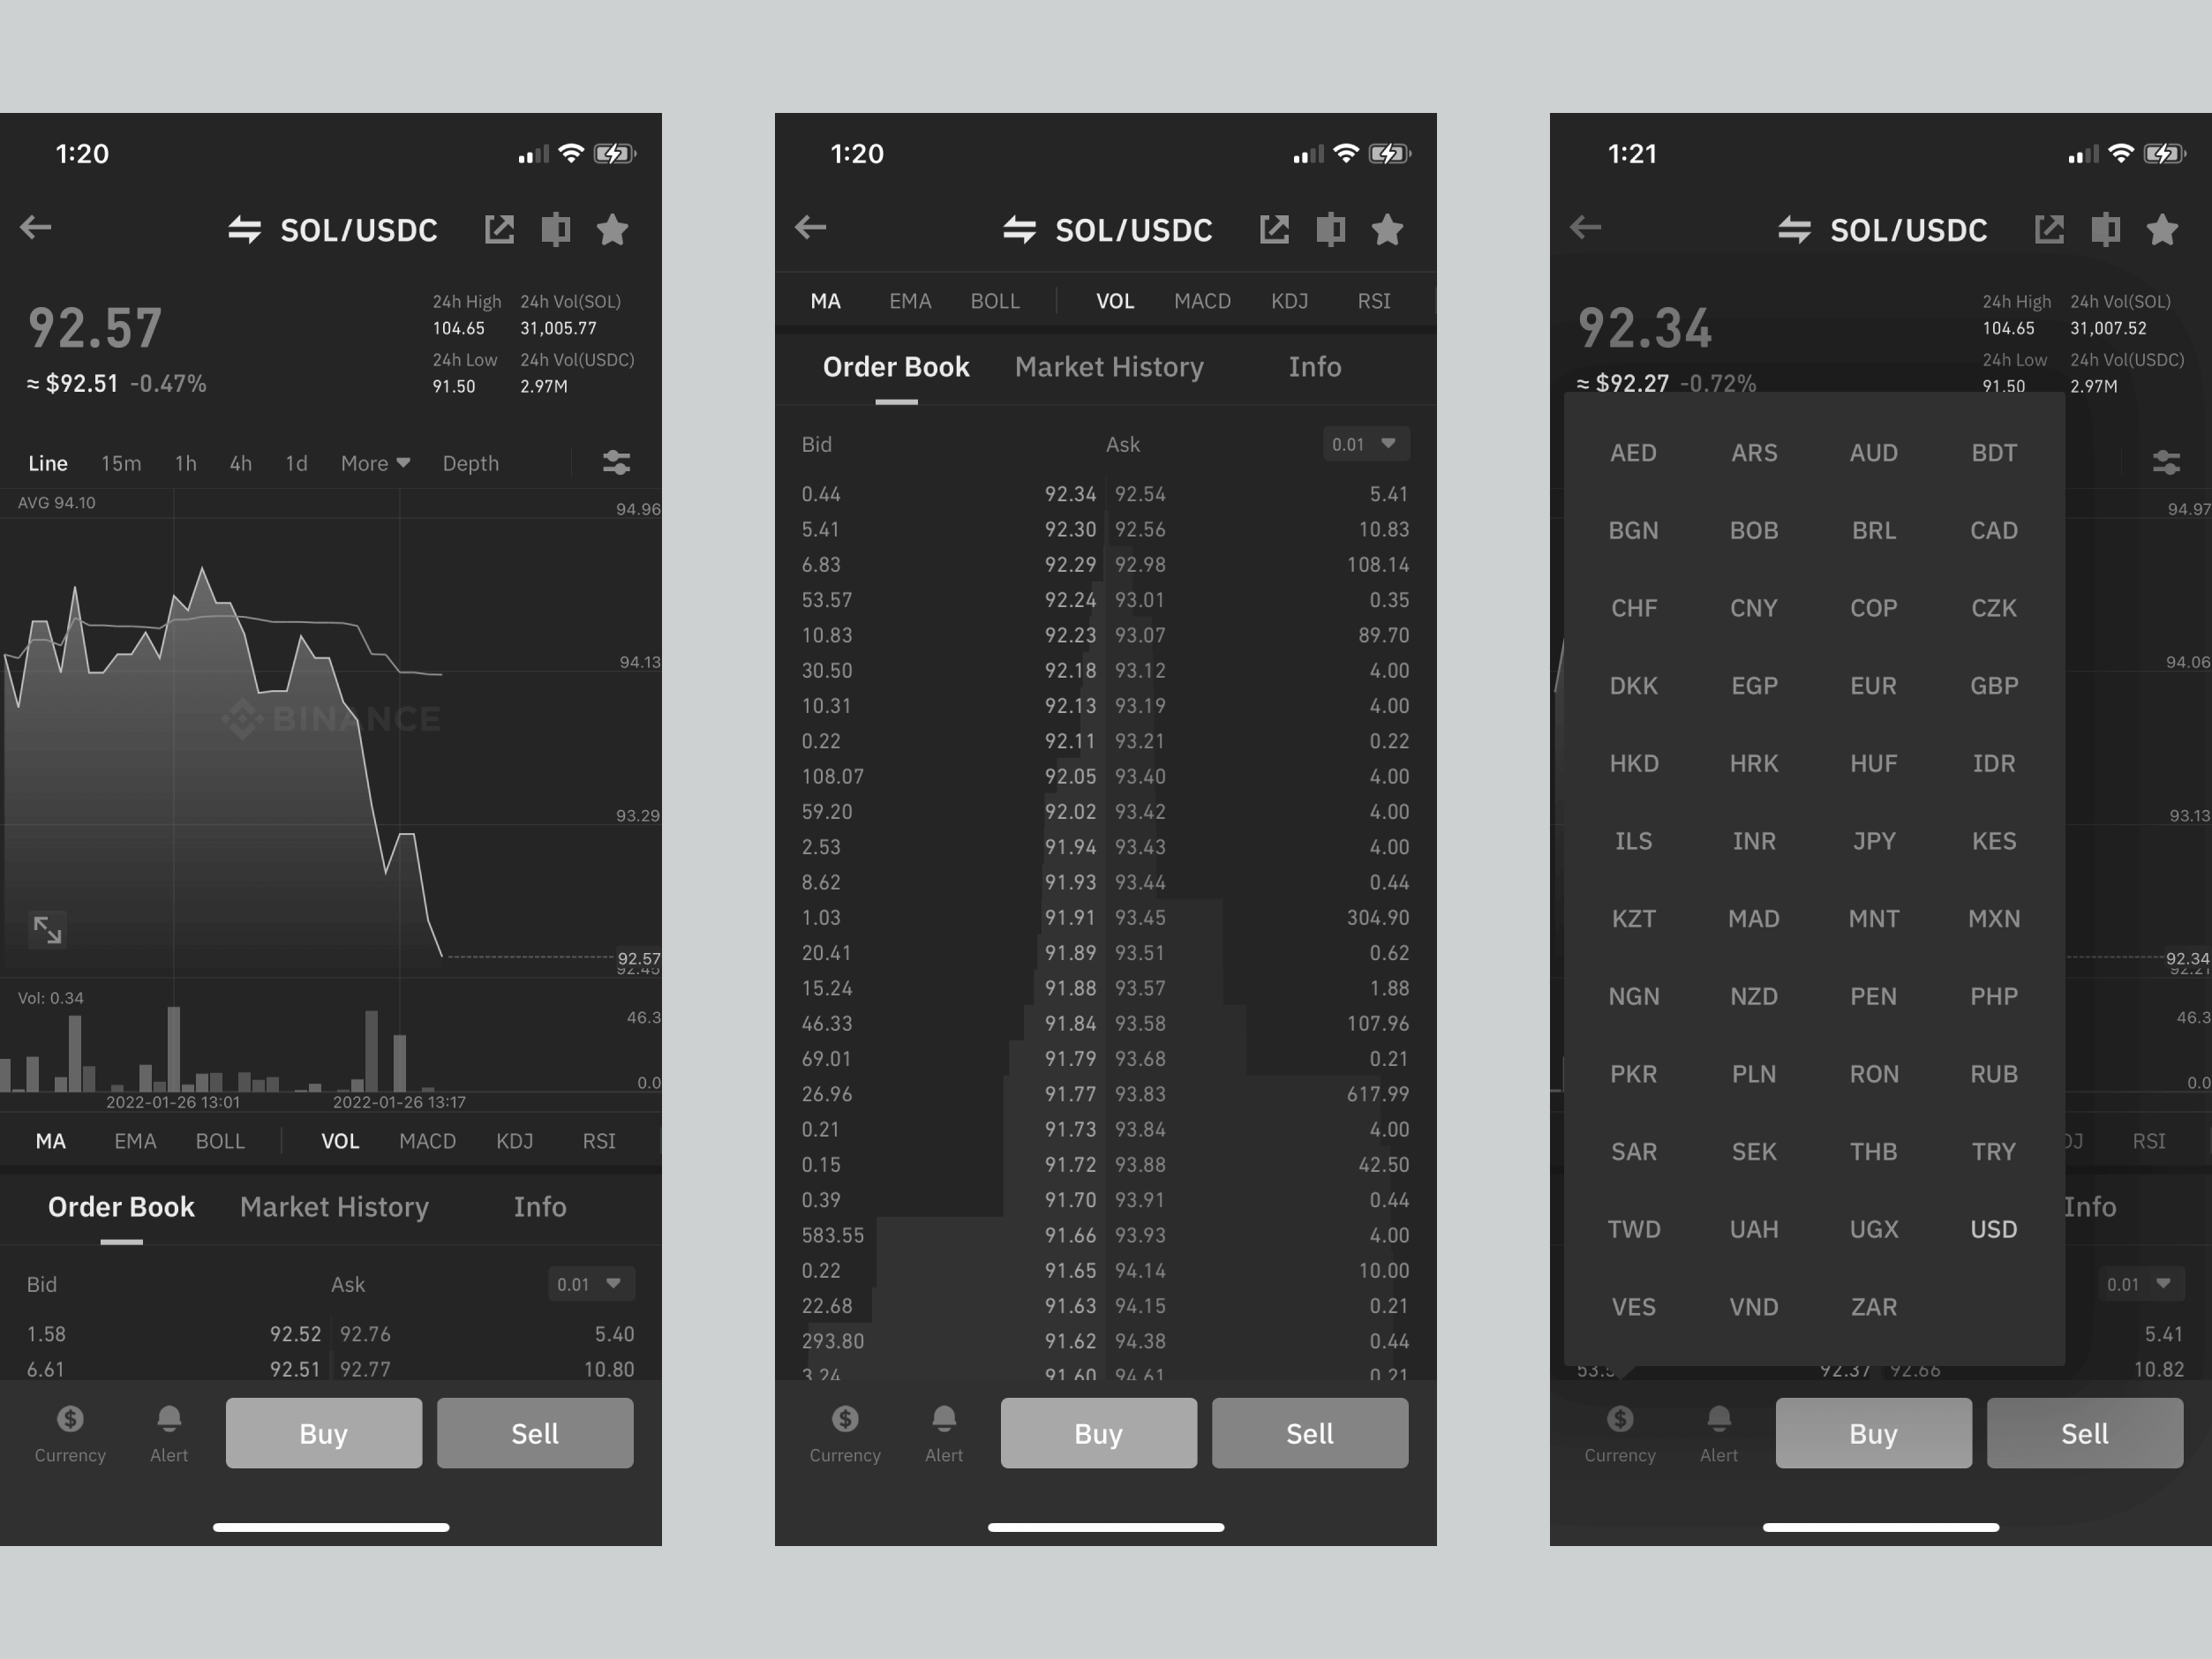 1:20
SOL/USDC
92.57
≈ $92.51 -0.47%
24h High 24h Vol(SOL)
104.65 31,005.77
24h Low 24h Vol(USDC)
91.50 2.97M
Line 15m 1h 4h 1d More Depth
AVG 94.10
94.96
94.13
BINANCE
93.29
92.57
92.45
Vol: 0.34
46.3
0.0
2022-01-26 13:01 2022-01-26 13:17
MA EMA BOLL VOL MACD KDJ RSI
Order Book Market History Info
Bid Ask 0.01
1.58 92.52 92.76 5.40
6.61 92.51 92.77 10.80
Currency Alert Buy Sell
1:20
SOL/USDC
MA EMA BOLL VOL MACD KDJ RSI
Order Book Market History Info
Bid Ask 0.01
0.44 92.34 92.54 5.41
5.41 92.30 92.56 10.83
6.83 92.29 92.98 108.14
53.57 92.24 93.01 0.35
10.83 92.23 93.07 89.70
30.50 92.18 93.12 4.00
10.31 92.13 93.19 4.00
0.22 92.11 93.21 0.22
108.07 92.05 93.40 4.00
59.20 92.02 93.42 4.00
2.53 91.94 93.43 4.00
8.62 91.93 93.44 0.44
1.03 91.91 93.45 304.90
20.41 91.89 93.51 0.62
15.24 91.88 93.57 1.88
46.33 91.84 93.58 107.96
69.01 91.79 93.68 0.21
26.96 91.77 93.83 617.99
0.21 91.73 93.84 4.00
0.15 91.72 93.88 42.50
0.39 91.70 93.91 0.44
583.55 91.66 93.93 4.00
0.22 91.65 94.14 10.00
22.68 91.63 94.15 0.21
293.80 91.62 94.38 0.44
3.24 91.60 94.61 0.21
Currency Alert Buy Sell
1:21
SOL/USDC
92.34
≈ $92.27 -0.72%
24h High 24h Vol(SOL)
104.65 31,007.52
24h Low 24h Vol(USDC)
91.50 2.97M
AED ARS AUD BDT
BGN BOB BRL CAD
CHF CNY COP CZK
DKK EGP EUR GBP
HKD HRK HUF IDR
ILS INR JPY KES
KZT MAD MNT MXN
NGN NZD PEN PHP
PKR PLN RON RUB
SAR SEK THB TRY
TWD UAH UGX USD
VES VND ZAR
94.97
94.06
93.13
92.34
92.21
46.3
0.0
RSI
Info
0.01
5.41
92.37 92.66 10.82
Currency Alert Buy Sell